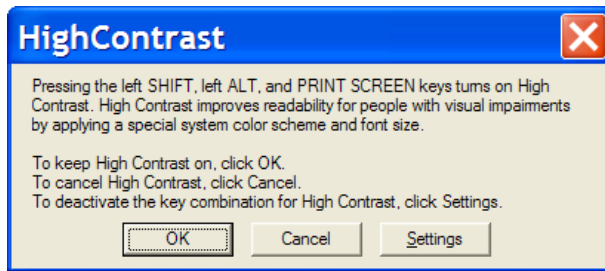 HighContrast
Pressing the left SHIFT, left ALT, and PRINT SCREEN keys turns on High
Contrast. High Contrast improves readability for people with visual impairments
by applying a special system color scheme and font size.
To keep High Contrast on, click OK.
To cancel High Contrast, click Cancel.
To deactivate the key combination for High Contrast, click Settings.
OK Cancel Settings